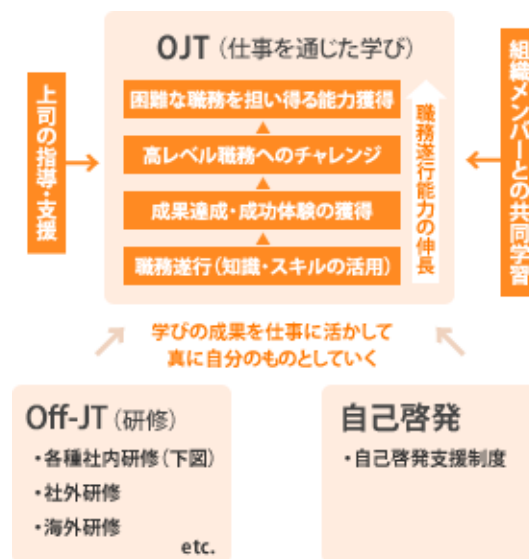 OJT（仕事を通じた学び）
上司の指導・支援
困難な職務を担い得る能力獲得
高レベル職務へのチャレンジ
成果達成・成功体験の獲得
職務遂行（知識・スキルの活用）
職務遂行能力の伸長
組織メンバーとの共同学習
学びの成果を仕事に活かして
真に自分のものとしていく
Off-JT（研修）
・各種社内研修（下図）
・社外研修
・海外研修
etc.
自己啓発
・自己啓発支援制度